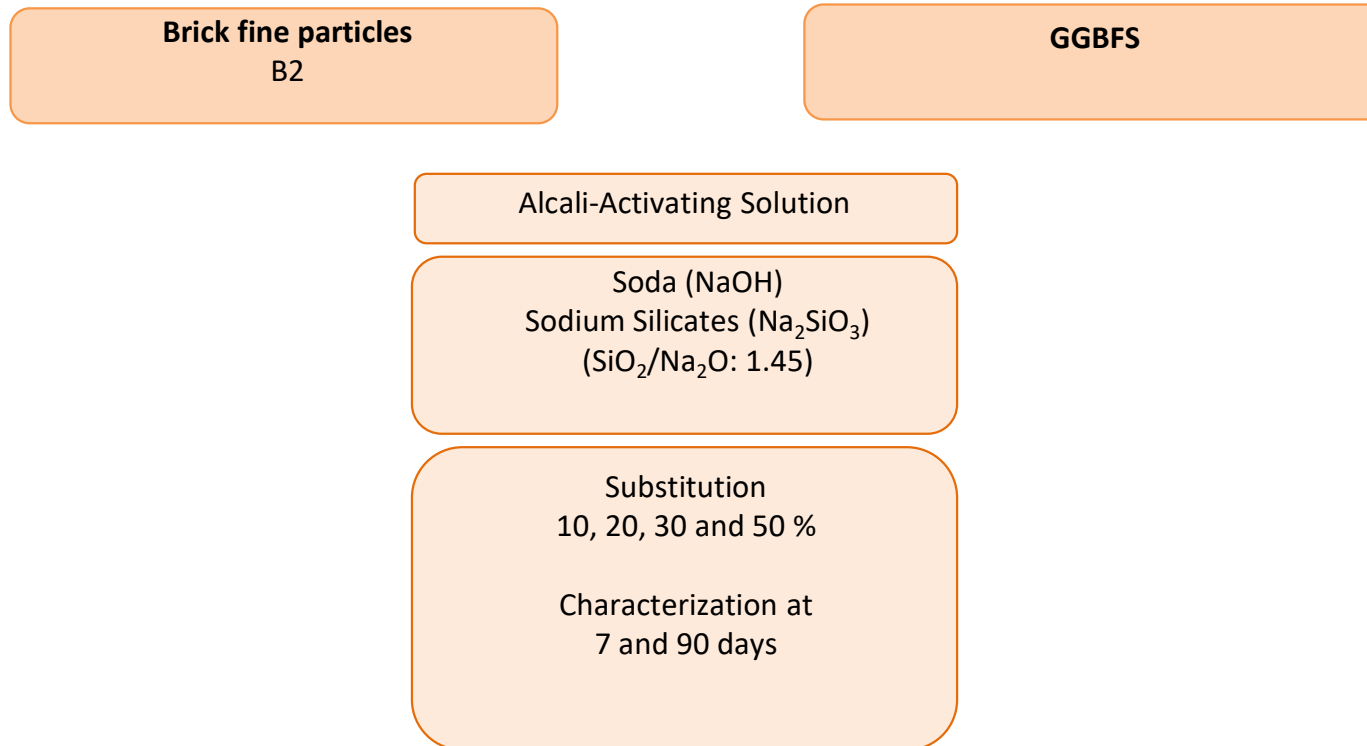 Brick fine particles
B2
GGBFS
Alcali-Activating Solution
Soda (NaOH)
Sodium Silicates (Na₂SiO₃)
(SiO₂/Na₂O: 1.45)
Substitution
10, 20, 30 and 50 %
Characterization at
7 and 90 days